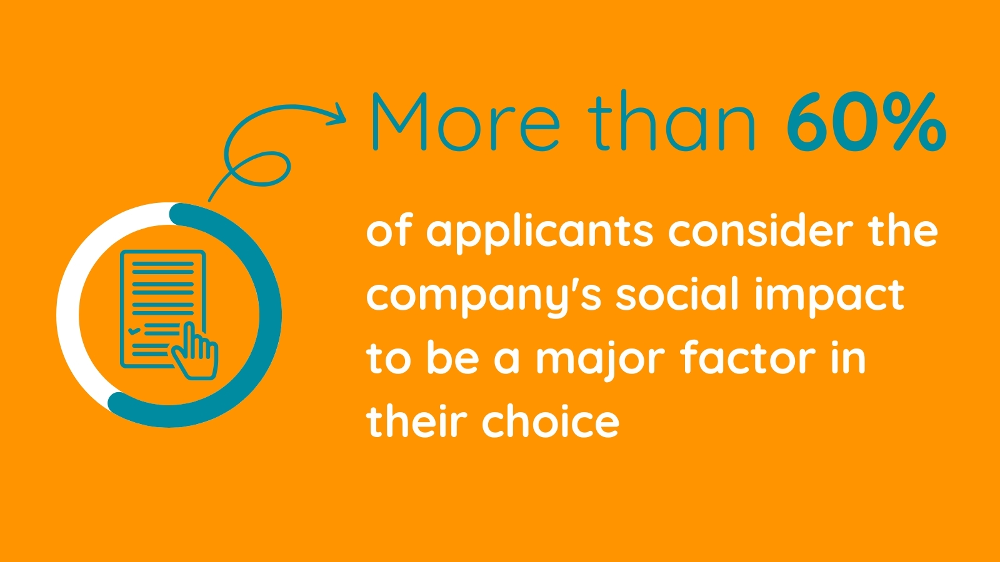 More than 60%
of applicants consider the
company's social impact
to be a major factor in
their choice